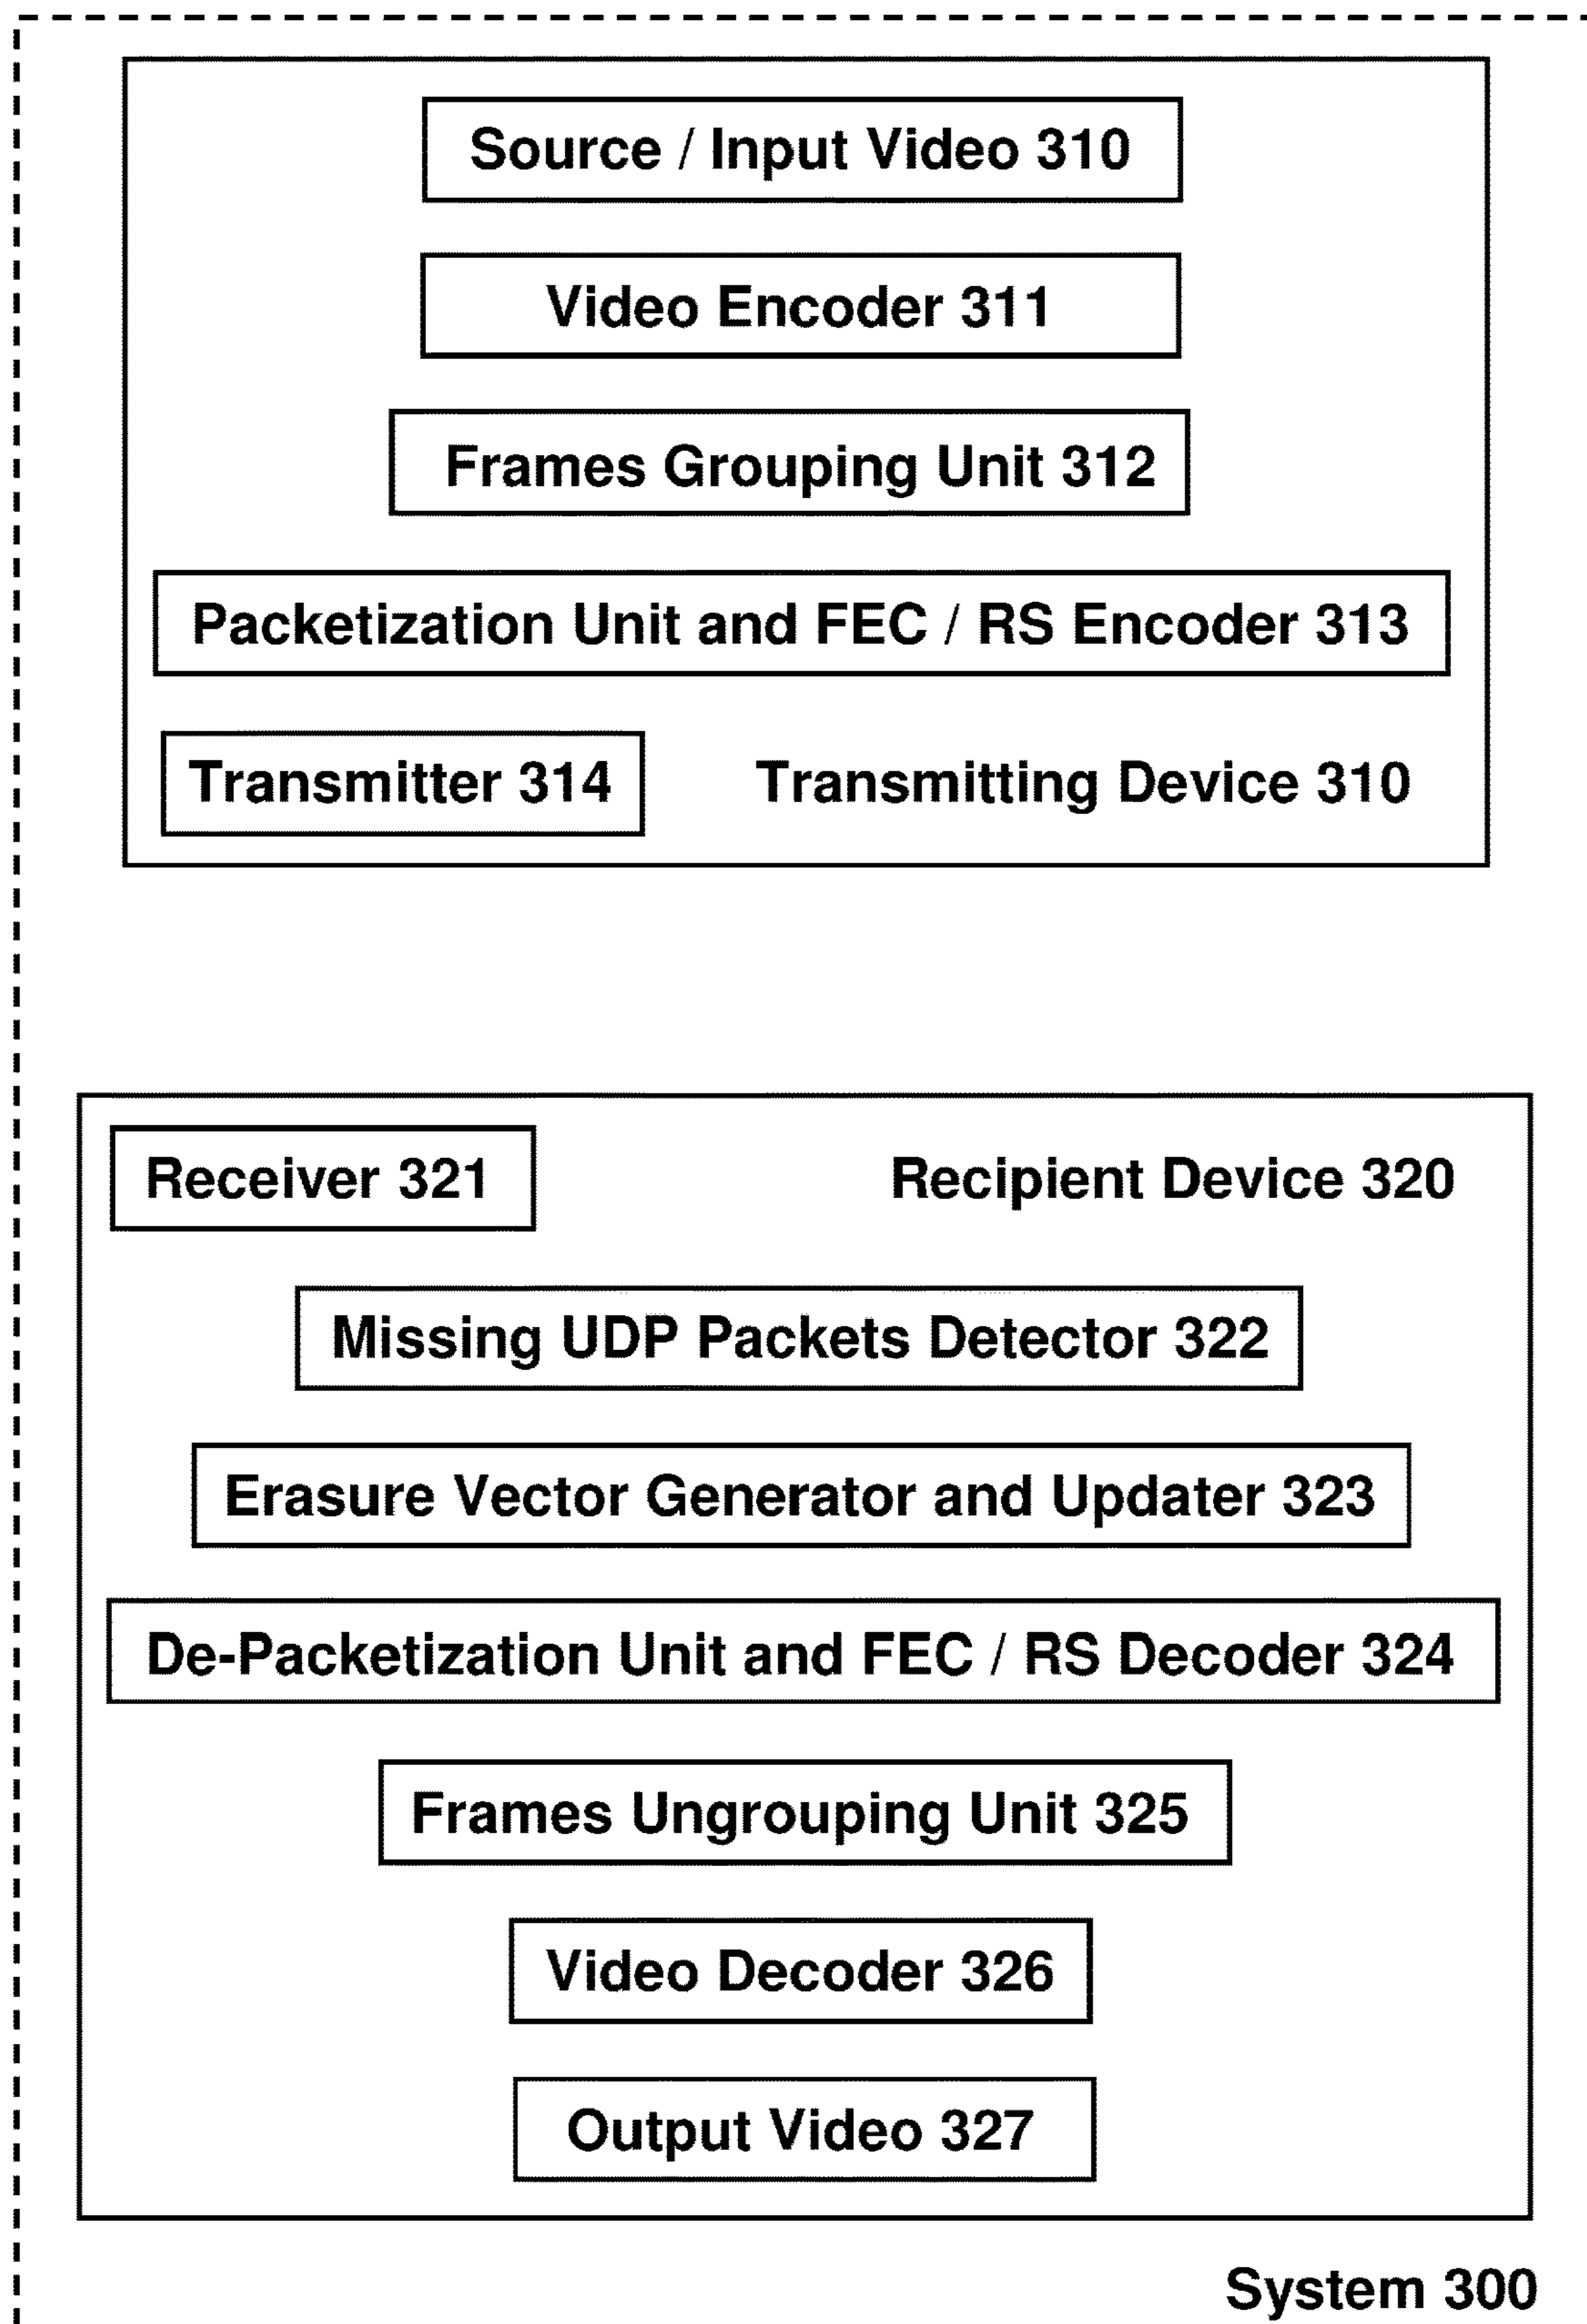 Source / Input Video 310
Video Encoder 311
Frames Grouping Unit 312
Packetization Unit and FEC / RS Encoder 313
Transmitter 314
Transmitting Device 310
Receiver 321
Recipient Device 320
Missing UDP Packets Detector 322
Erasure Vector Generator and Updater 323
De-Packetization Unit and FEC / RS Decoder 324
Frames Ungrouping Unit 325
Video Decoder 326
Output Video 327
System 300